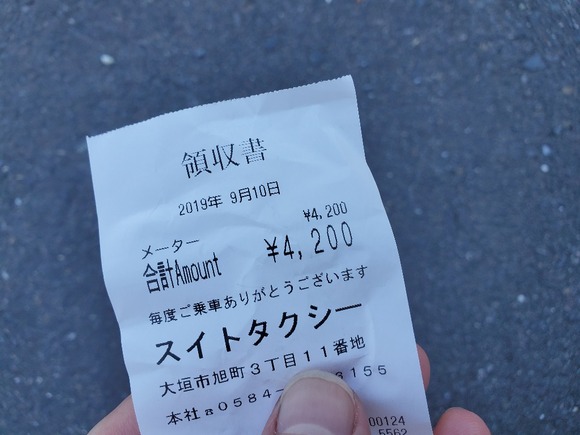 領収書
2019年 9月10日
¥4,200
メーター
合計Amount ¥4,200
毎度ご乗車ありがとうございます
スイトタクシー
大垣市旭町3丁目11番地
本社☎0584- 3155
00124
5562